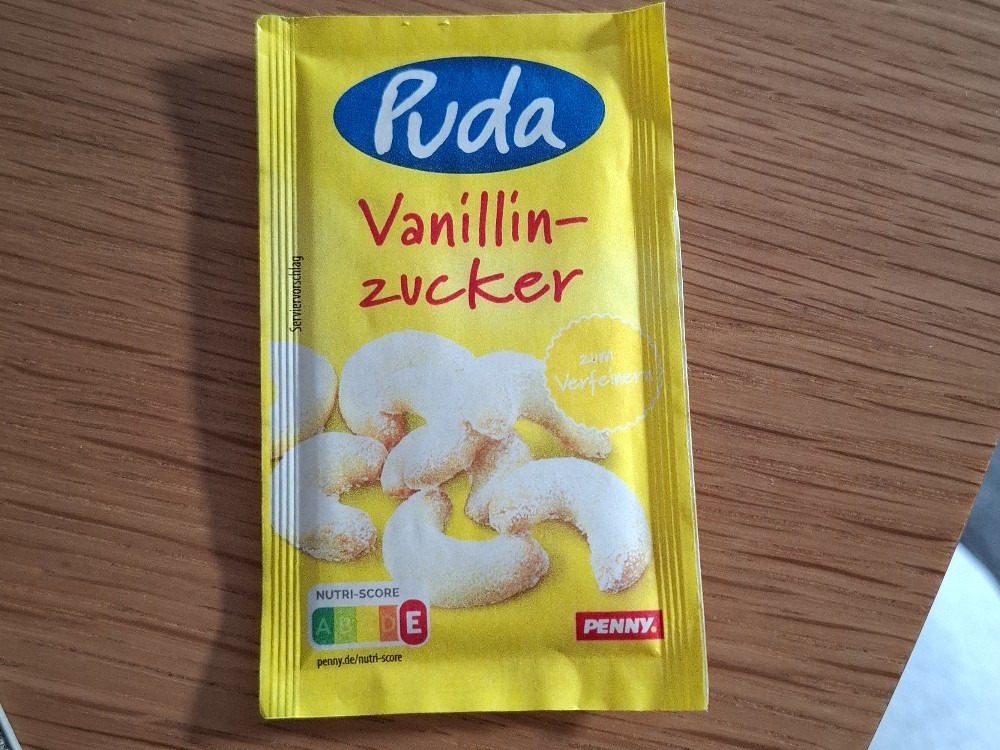 Puda
Vanillin-
zucker
Serviervorschlag
zum
Verfeinern
NUTRI-SCORE
A B D E
penny.de/nutri-score
PENNY.